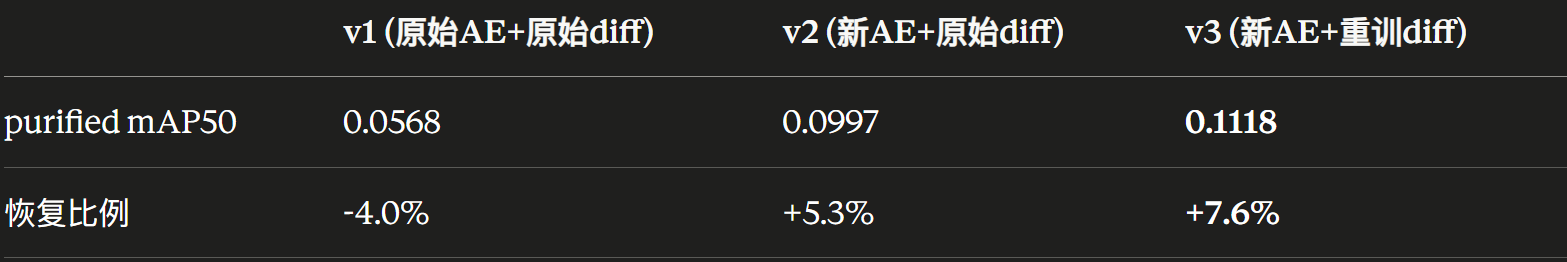 v1 (原始AE+原始diff) v2 (新AE+原始diff) v3 (新AE+重训diff)
purified mAP50 0.0568 0.0997 0.1118
恢复比例 -4.0% +5.3% +7.6%